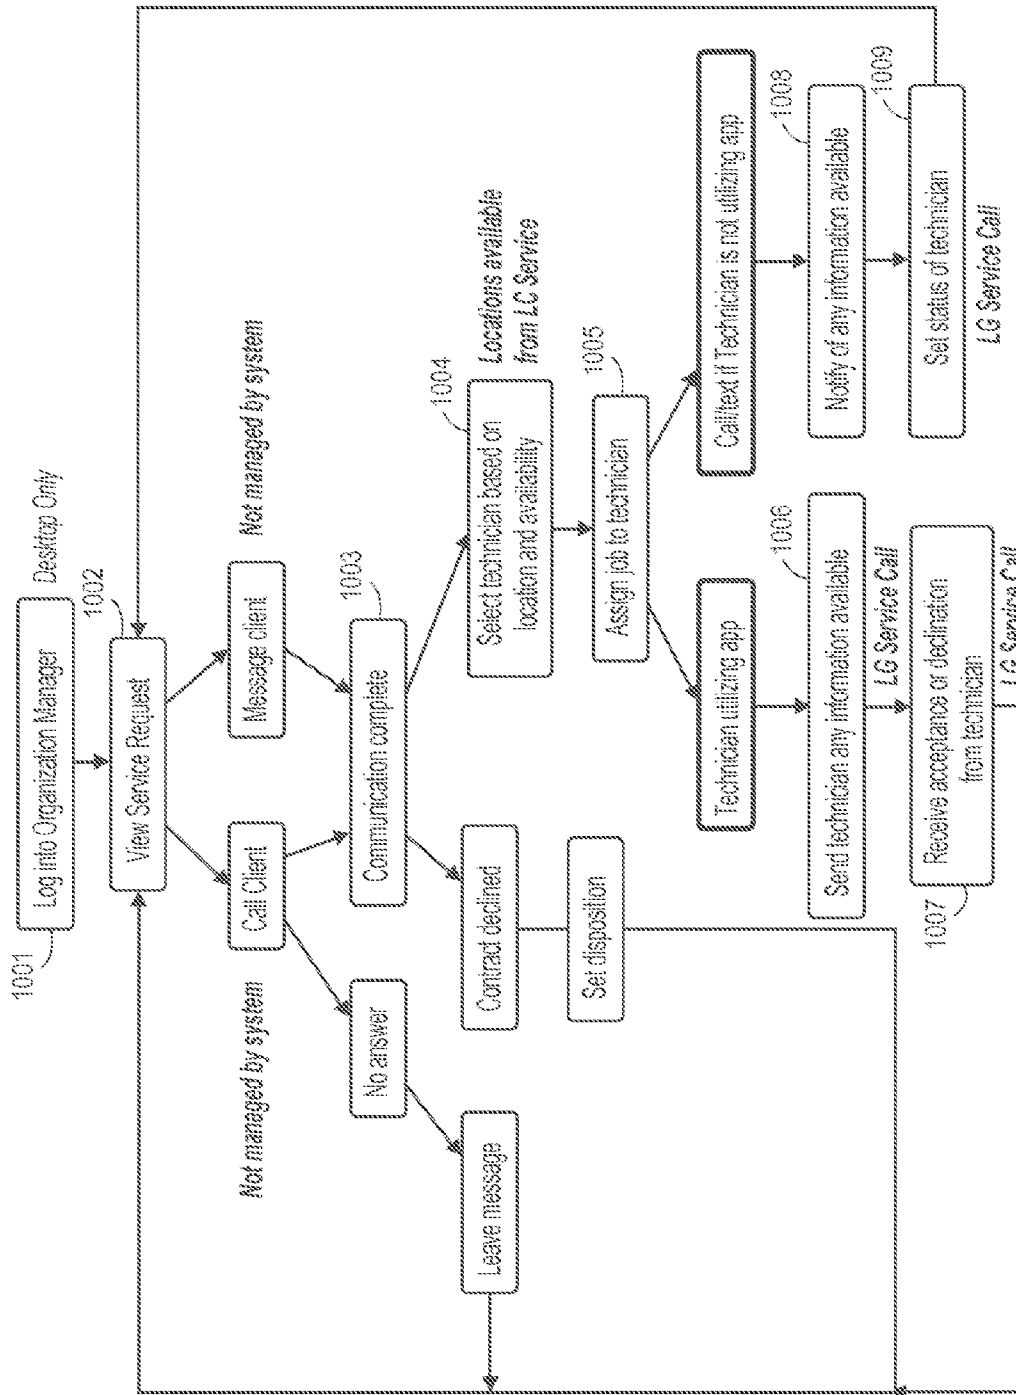 Log into Organization Manager
Desktop Only
1001
View Service Request
1002
Call Client
Message client
Not managed by system
Not managed by system
No answer
Communication complete
1003
Leave message
Contract declined
Select technician based on
location and availability
1004
Locations available
from LC Service
Set disposition
Assign job to technician
1005
Technician utilizing app
Call/text if Technician is not utilizing app
Send technician any information available
1006
LG Service Call
Notify of any information available
1008
Receive acceptance or declination
from technician
1007
LG Service Call
Set status of technician
1009
LG Service Call